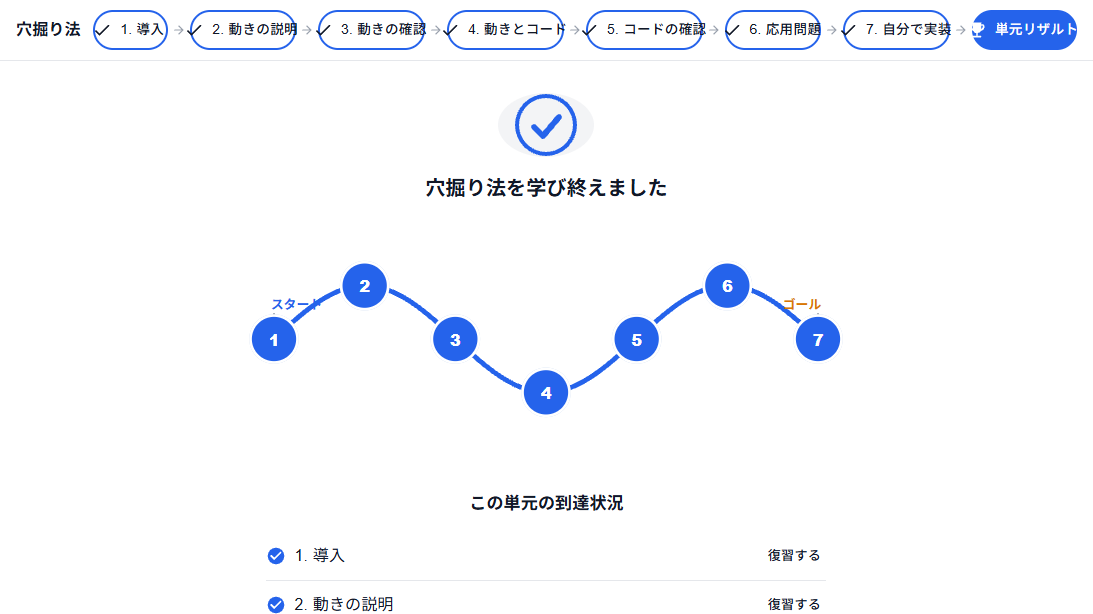 穴掘り法
1. 導入
2. 動きの説明
3. 動きの確認
4. 動きとコード
5. コードの確認
6. 応用問題
7. 自分で実装
単元リザルト
穴掘り法を学び終えました
スタート
ゴール
1
2
3
4
5
6
7
この単元の到達状況
1. 導入 復習する
2. 動きの説明 復習する